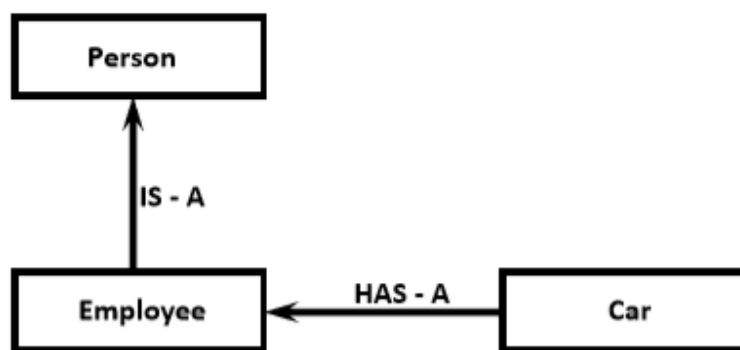 Person
IS - A
HAS - A
Employee
Car